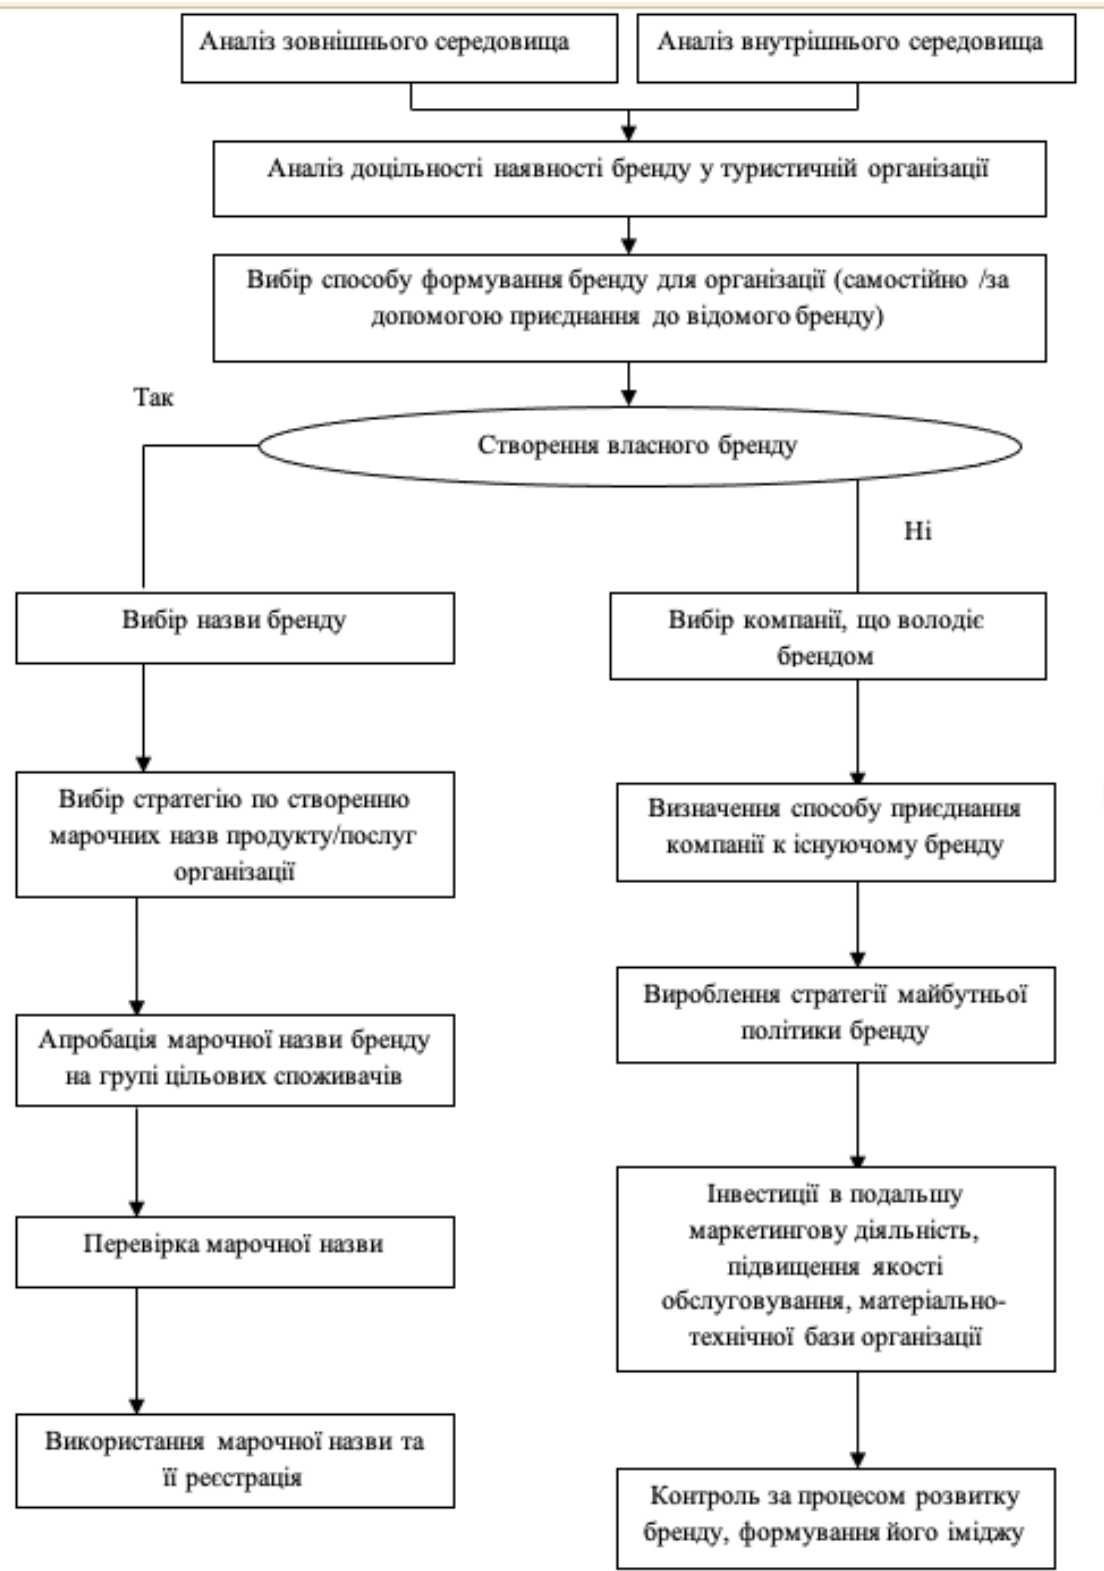 Аналіз зовнішнього середовища
Аналіз внутрішнього середовища
Аналіз доцільності наявності бренду у туристичній організації
Вибір способу формування бренду для організації (самостійно /за
допомогою приєднання до відомого бренду)
Так
Створення власного бренду
Ні
Вибір назви бренду
Вибір стратегію по створенню
марочних назв продукту/послуг
організації
Апробація марочної назви бренду
на групі цільових споживачів
Перевірка марочної назви
Використання марочної назви та
її реєстрація
Вибір компанії, що володіє
брендом
Визначення способу приєднання
компанії к існуючому бренду
Вироблення стратегії майбутньої
політики бренду
Інвестиції в подальшу
маркетингову діяльність,
підвищення якості
обслуговування, матеріально-
технічної бази організації
Контроль за процесом розвитку
бренду, формування його іміджу